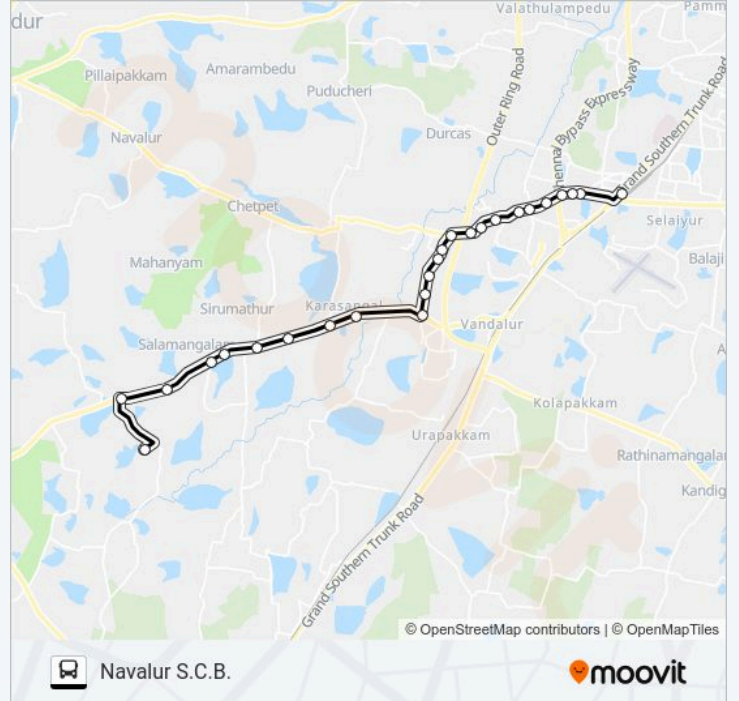 Valathulampedu
Pamm
dur
Pillaipakkam
Amarambedu
Puducheri
Outer Ring Road
Bypass Expressway
Grand Southern Trunk Road
Navalur
Durcas
Chetpet
Selaiyur
Mahanyam
Balaji
Sirumathur
Karasangal
Vandalur
Salamangalam
Kolapakkam
Urapakkam
Rathinamangalam
Kandig
Grand Southern Trunk Road
© OpenStreetMap contributors | © OpenMapTiles
Navalur S.C.B.
moovit